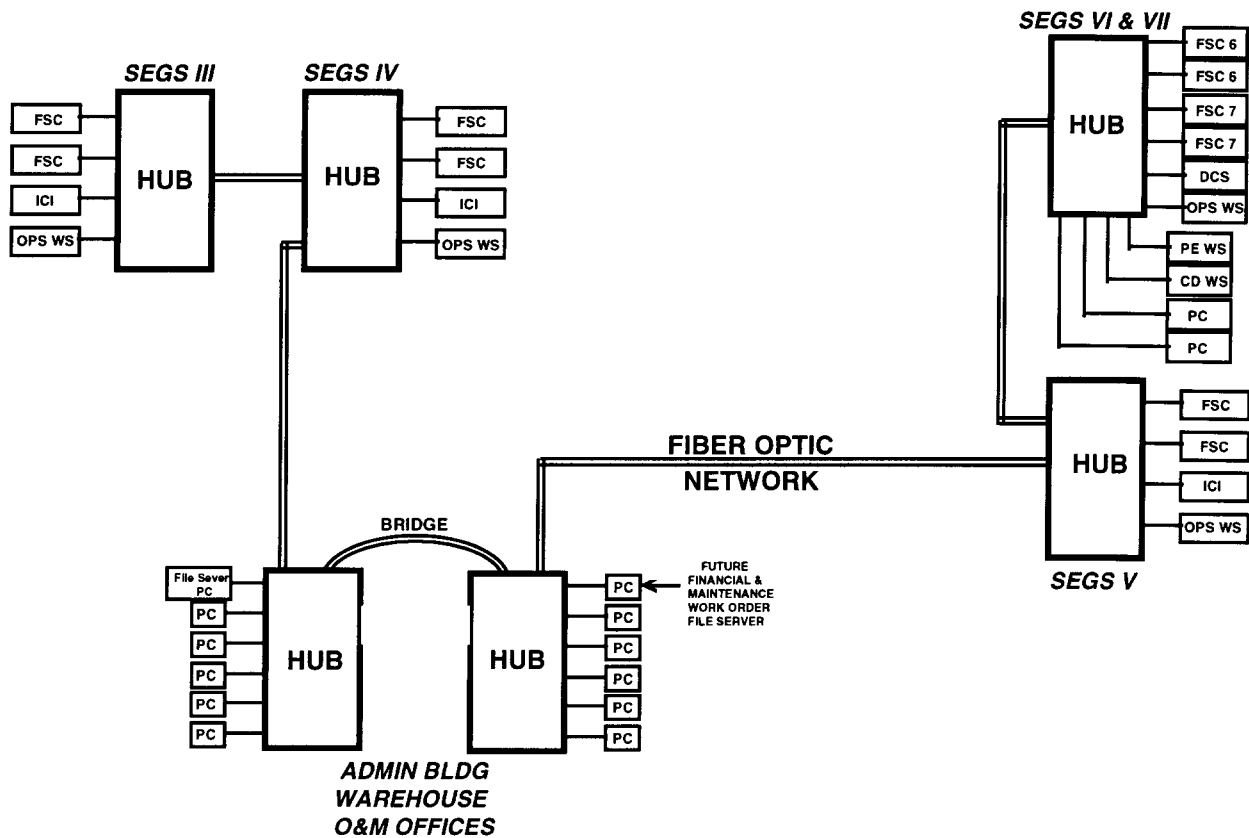 SEGS III
HUB
FSC
FSC
ICI
OPS WS
SEGS IV
HUB
FSC
FSC
ICI
OPS WS
SEGS VI & VII
HUB
FSC 6
FSC 6
FSC 7
FSC 7
DCS
OPS WS
PE WS
CD WS
PC
PC
HUB
FSC
FSC
ICI
OPS WS
SEGS V
FIBER OPTIC
NETWORK
BRIDGE
File Sever
PC
PC
PC
PC
PC
PC
HUB
HUB
PC
PC
PC
PC
PC
PC
FUTURE
FINANCIAL &
MAINTENANCE
WORK ORDER
FILE SERVER
ADMIN BLDG
WAREHOUSE
O&M OFFICES